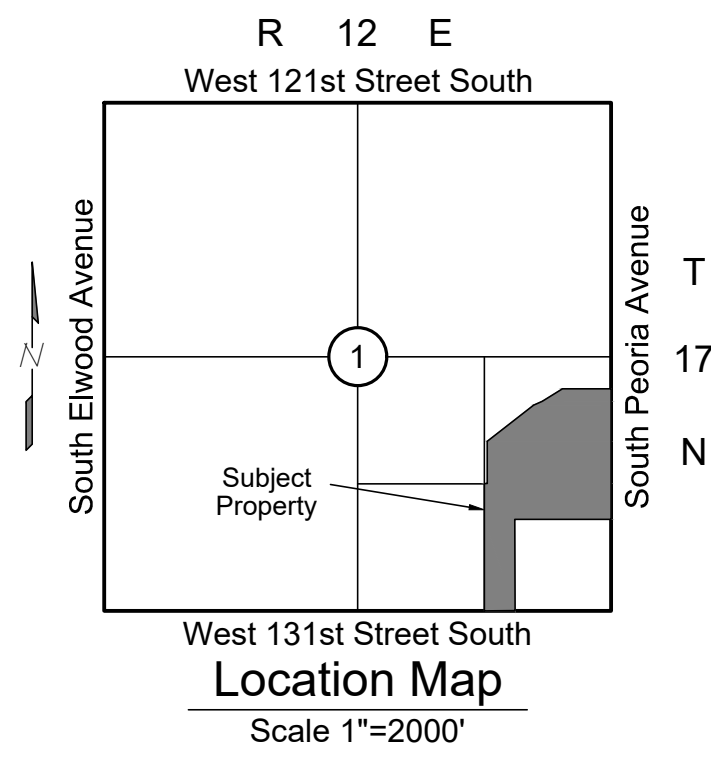 R 12 E
West 121st Street South
South Elwood Avenue
South Peoria Avenue
T
17
N
N
1
Subject
Property
West 131st Street South
Location Map
Scale 1"=2000'